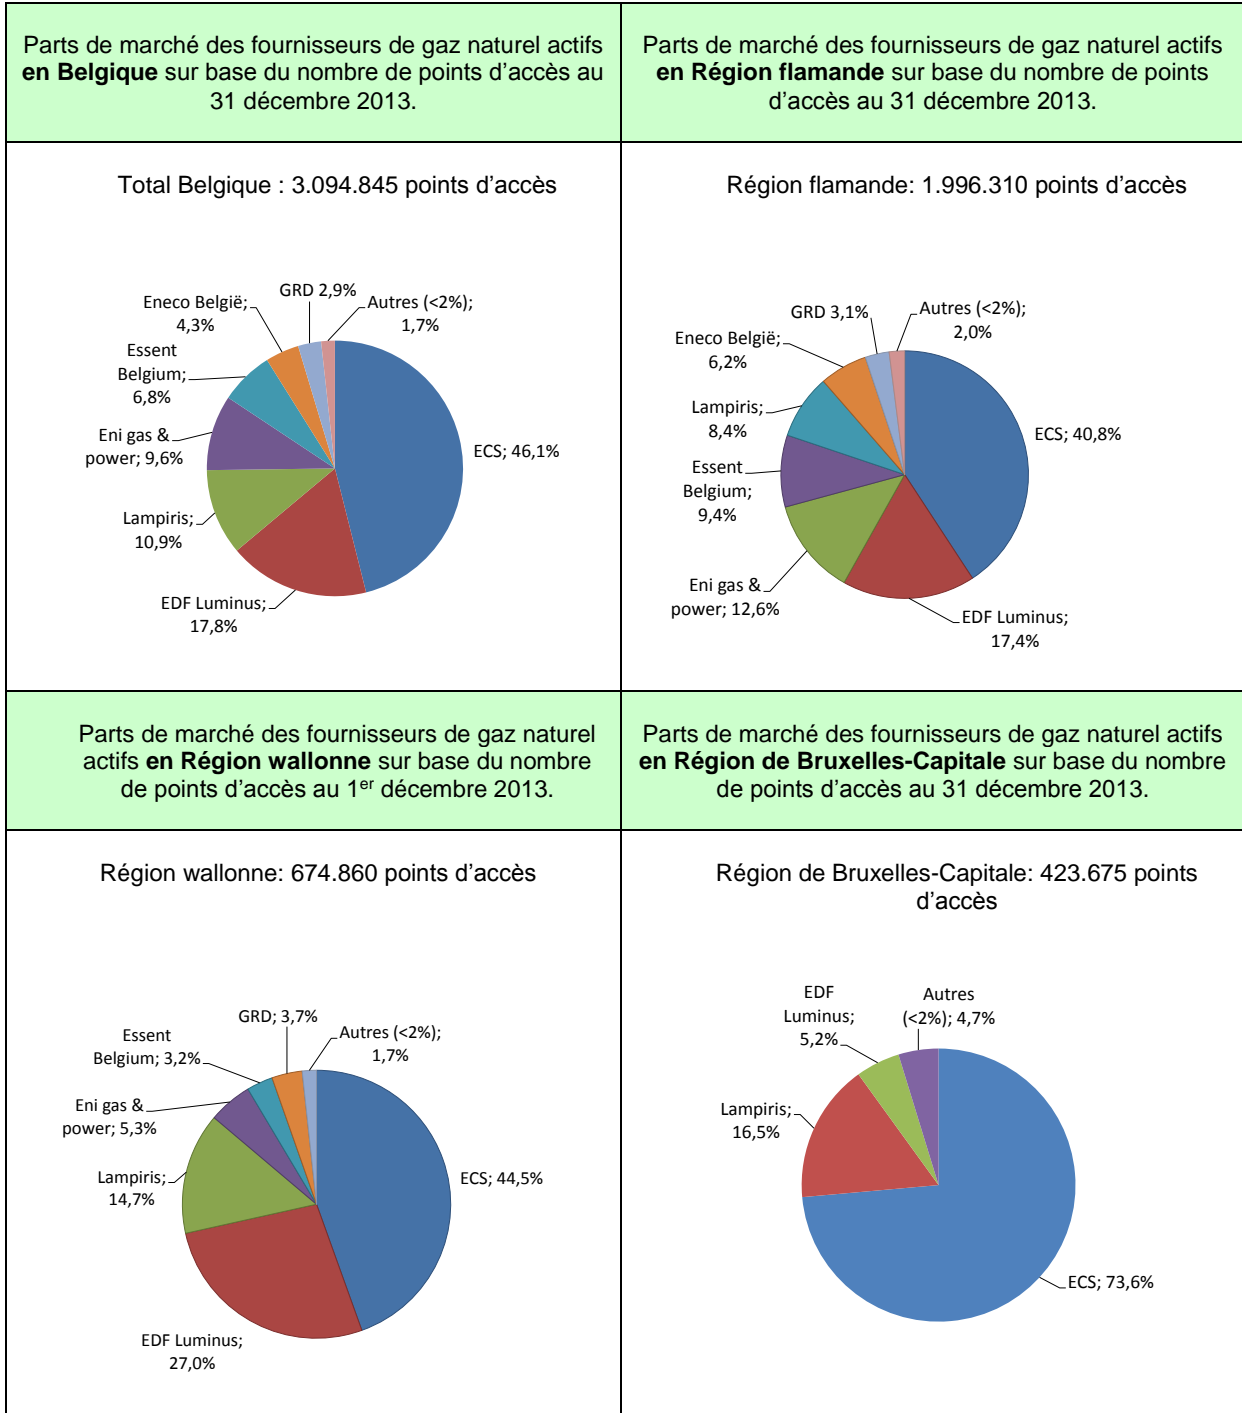 Parts de marché des fournisseurs de gaz naturel actifs
en Belgique sur base du nombre de points d'accès au
31 décembre 2013.
Parts de marché des fournisseurs de gaz naturel actifs
en Région flamande sur base du nombre de points
d'accès au 31 décembre 2013.
Total Belgique : 3.094.845 points d'accès
GRD 2,9%
Autres (<2%);
1,7%
Eneco België;
4,3%
Essent
Belgium;
6,8%
Eni gas &
power; 9,6%
Lampiris;
10,9%
EDF Luminus;
17,8%
ECS; 46,1%
Région flamande: 1.996.310 points d'accès
GRD 3,1%
Autres (<2%);
2,0%
Eneco België;
6,2%
Lampiris;
8,4%
Essent
Belgium;
9,4%
Eni gas &
power; 12,6%
EDF Luminus;
17,4%
ECS; 40,8%
Parts de marché des fournisseurs de gaz naturel
actifs en Région wallonne sur base du nombre
de points d'accès au 1er décembre 2013.
Parts de marché des fournisseurs de gaz naturel actifs
en Région de Bruxelles-Capitale sur base du nombre
de points d'accès au 31 décembre 2013.
Région wallonne: 674.860 points d'accès
GRD; 3,7%
Autres (<2%);
1,7%
Essent
Belgium; 3,2%
Eni gas &
power; 5,3%
Lampiris;
14,7%
EDF Luminus;
27,0%
ECS; 44,5%
Région de Bruxelles-Capitale: 423.675 points
d'accès
EDF
Luminus;
5,2%
Autres
(<2%); 4,7%
Lampiris;
16,5%
ECS; 73,6%